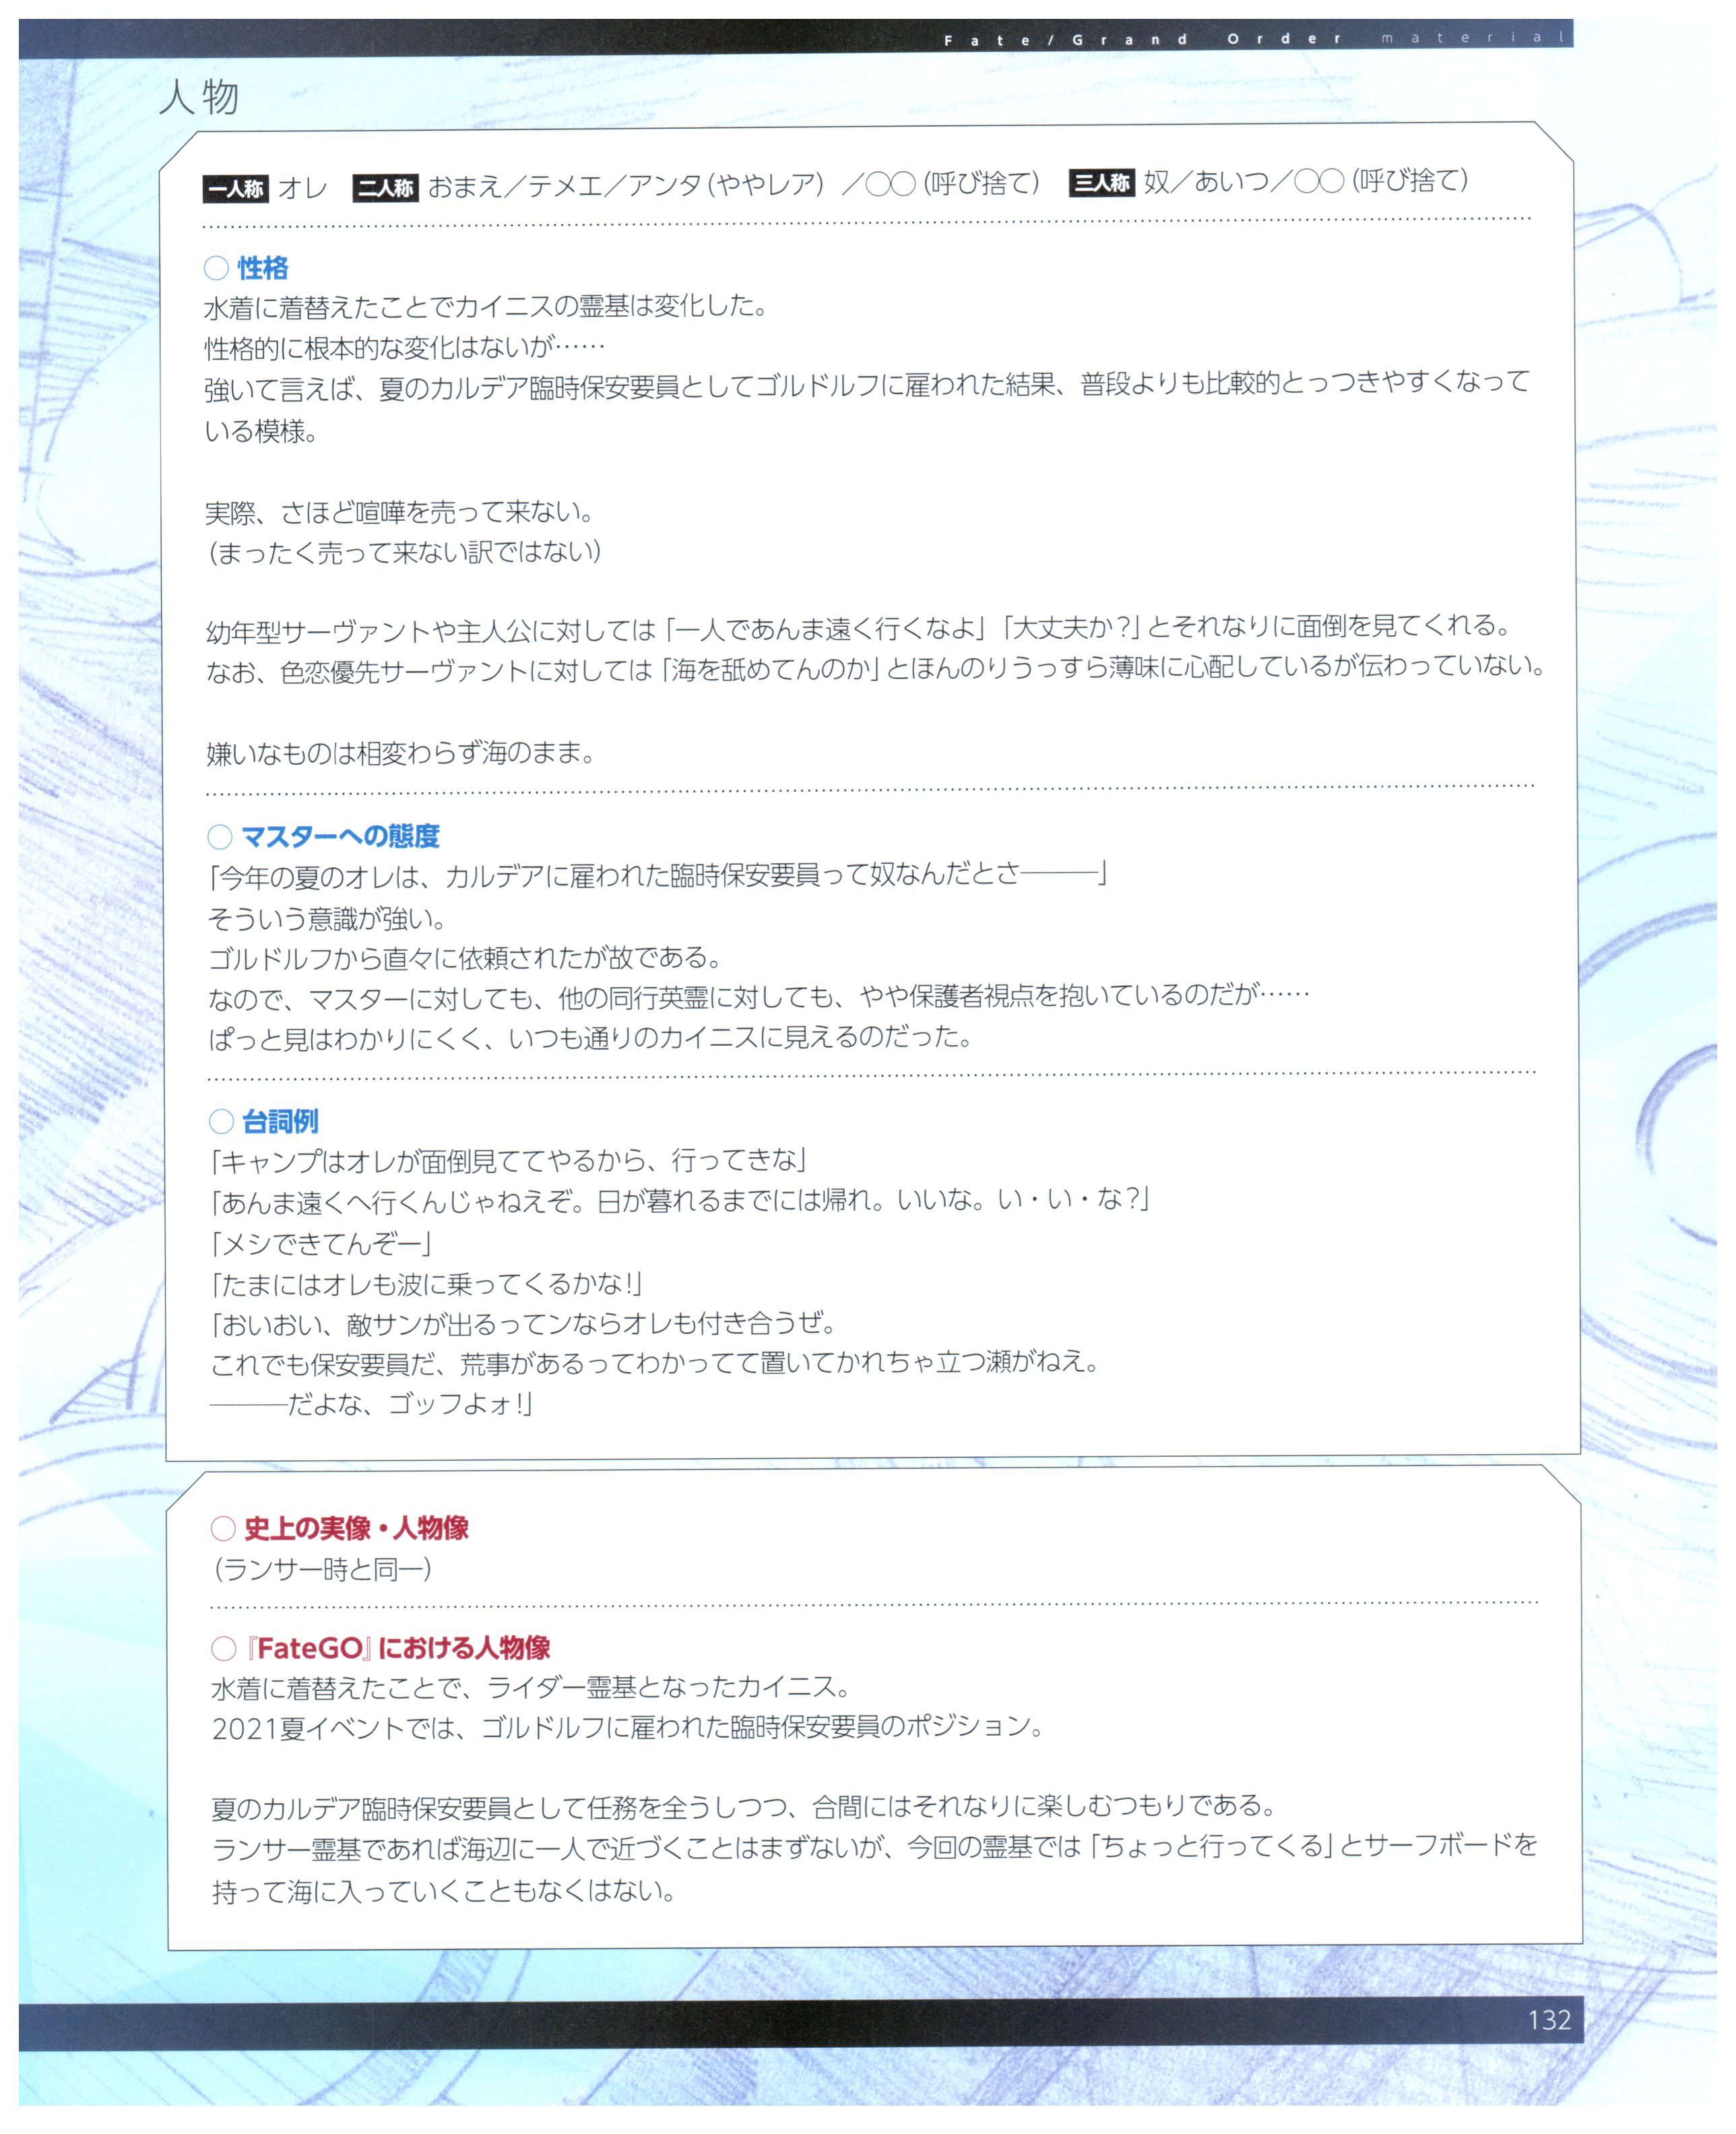 Fate/Grand Order material
人物
一人称 オレ 二人称 おまえ／テメエ／アンタ（ややレア）／○○（呼び捨て） 三人称 奴／あいつ／○○（呼び捨て）
○ 性格
水着に着替えたことでカイニスの霊基は変化した。
性格的に根本的な変化はないが……
強いて言えば、夏のカルデア臨時保安要員としてゴルドルフに雇われた結果、普段よりも比較的とっつきやすくなって
いる模様。
実際、さほど喧嘩を売って来ない。
（まったく売って来ない訳ではない）
幼年型サーヴァントや主人公に対しては「一人であんま遠く行くなよ」「大丈夫か？」とそれなりに面倒を見てくれる。
なお、色恋優先サーヴァントに対しては「海を舐めてんのか」とほんのりうっすら薄味に心配しているが伝わっていない。
嫌いなものは相変わらず海のまま。
○ マスターへの態度
「今年の夏のオレは、カルデアに雇われた臨時保安要員って奴なんだとさ―――」
そういう意識が強い。
ゴルドルフから直々に依頼されたが故である。
なので、マスターに対しても、他の同行英霊に対しても、やや保護者視点を抱いているのだが……
ぱっと見はわかりにくく、いつも通りのカイニスに見えるのだった。
○ 台詞例
「キャンプはオレが面倒見ててやるから、行ってきな」
「あんま遠くへ行くんじゃねえぞ。日が暮れるまでには帰れ。いいな。い・い・な？」
「メシできてんぞー」
「たまにはオレも波に乗ってくるかな！」
「おいおい、敵サンが出るってンならオレも付き合うぜ。
これでも保安要員だ、荒事があるってわかってて置いてかれちゃ立つ瀬がねえ。
―――だよな、ゴッフよォ！」
○ 史上の実像・人物像
（ランサー時と同一）
○ 『FateGO』における人物像
水着に着替えたことで、ライダー霊基となったカイニス。
2021夏イベントでは、ゴルドルフに雇われた臨時保安要員のポジション。
夏のカルデア臨時保安要員として任務を全うしつつ、合間にはそれなりに楽しむつもりである。
ランサー霊基であれば海辺に一人で近づくことはまずないが、今回の霊基では「ちょっと行ってくる」とサーフボードを
持って海に入っていくこともなくはない。
132